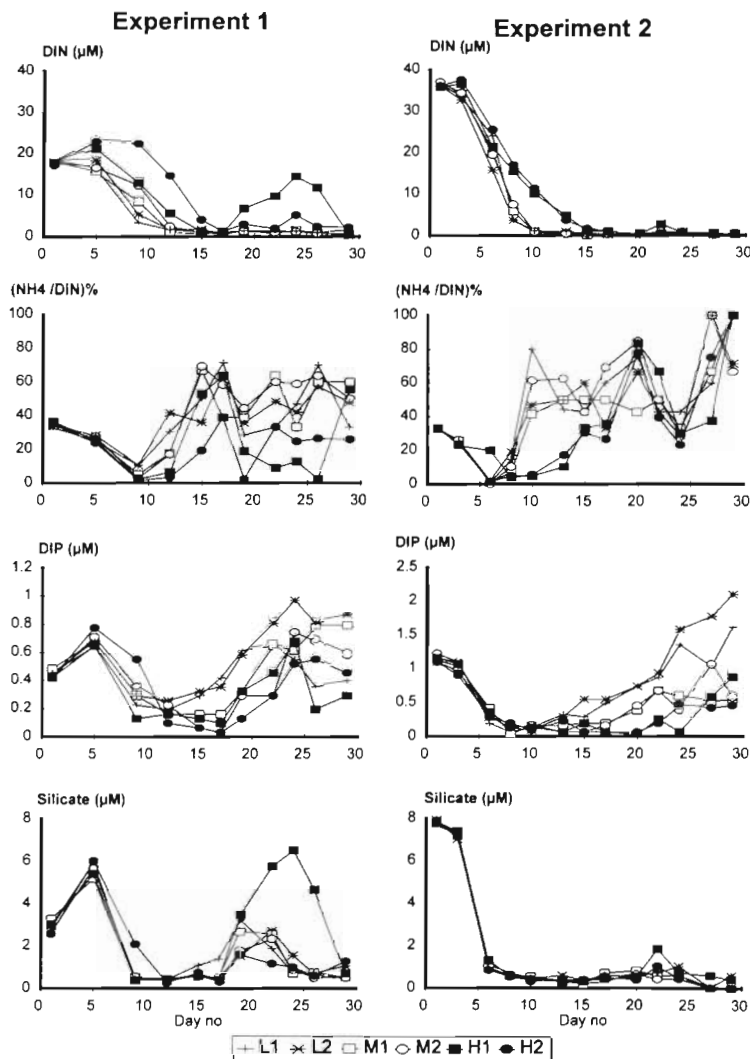 Experiment 1
Experiment 2
DIN (µM)
40
30
20
10
0
0 5 10 15 20 25 30
DIN (µM)
40
30
20
10
0
0 5 10 15 20 25 30
(NH4 /DIN)%
100
80
60
40
20
0
0 5 10 15 20 25 30
(NH4 /DIN)%
100
80
60
40
20
0
0 5 10 15 20 25 30
DIP (µM)
1.2
1
0.8
0.6
0.4
0.2
0
0 5 10 15 20 25 30
DIP (µM)
2.5
2
1.5
1
0.5
0
0 5 10 15 20 25 30
Silicate (µM)
8
6
4
2
0
0 5 10 15 20 25 30
Day no
Silicate (µM)
8
6
4
2
0
0 5 10 15 20 25 30
Day no
L1 L2 M1 M2 H1 H2